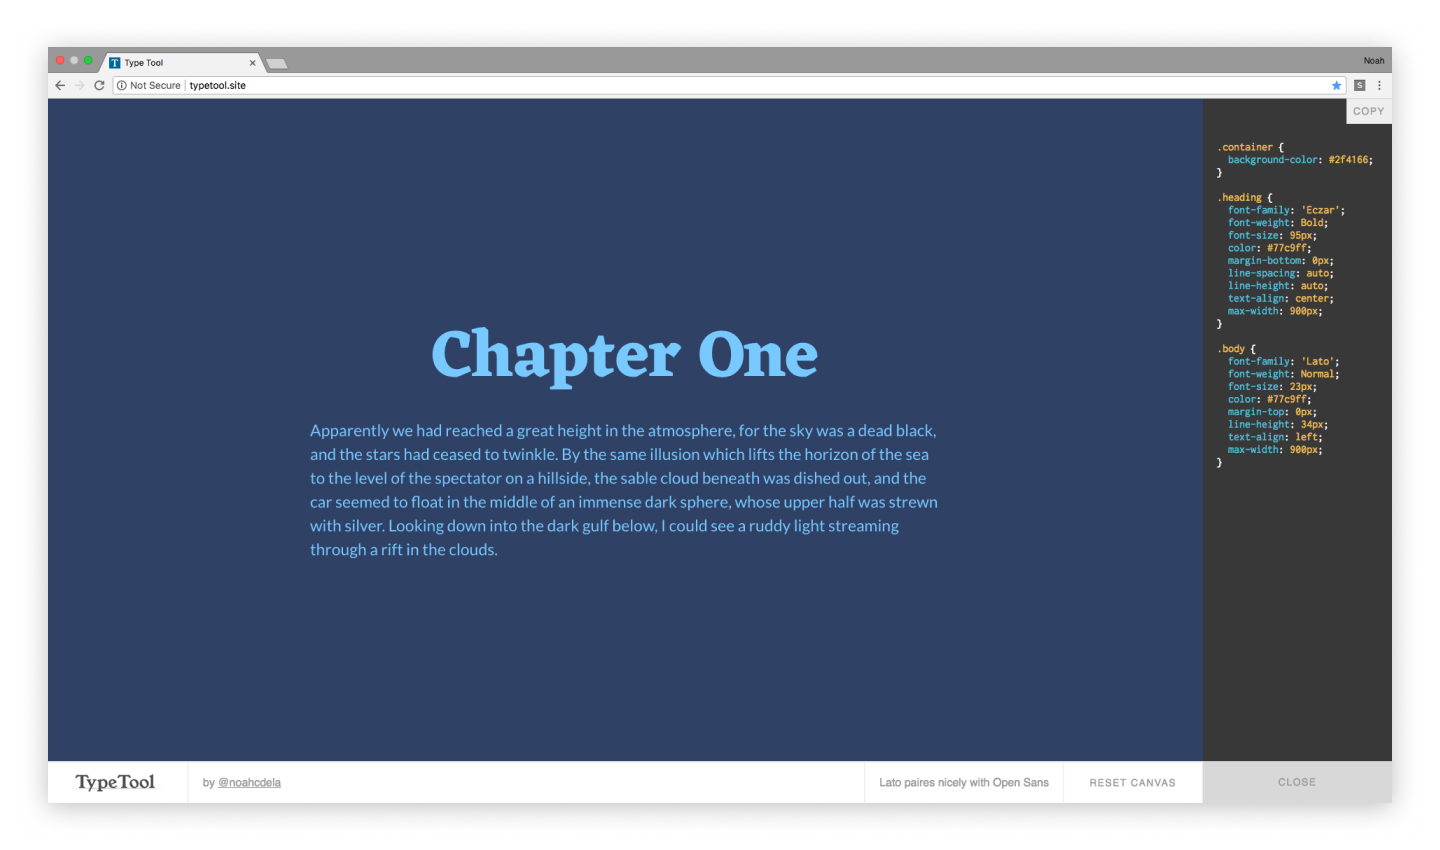 Type Tool
Noah
Not Secure | typetool.site
S
COPY
.container {
background-color: #2f4166;
}
.heading {
font-family: 'Eczar';
font-weight: Bold;
font-size: 95px;
color: #77c9ff;
margin-bottom: 0px;
line-spacing: auto;
line-height: auto;
text-align: center;
max-width: 900px;
}
.body {
font-family: 'Lato';
font-weight: Normal;
font-size: 23px;
color: #77c9ff;
margin-top: 0px;
line-height: 34px;
text-align: left;
max-width: 900px;
}
Chapter One
Apparently we had reached a great height in the atmosphere, for the sky was a dead black,
and the stars had ceased to twinkle. By the same illusion which lifts the horizon of the sea
to the level of the spectator on a hillside, the sable cloud beneath was dished out, and the
car seemed to float in the middle of an immense dark sphere, whose upper half was strewn
with silver. Looking down into the dark gulf below, I could see a ruddy light streaming
through a rift in the clouds.
TypeTool
by @noahcdela
Lato paires nicely with Open Sans
RESET CANVAS
CLOSE